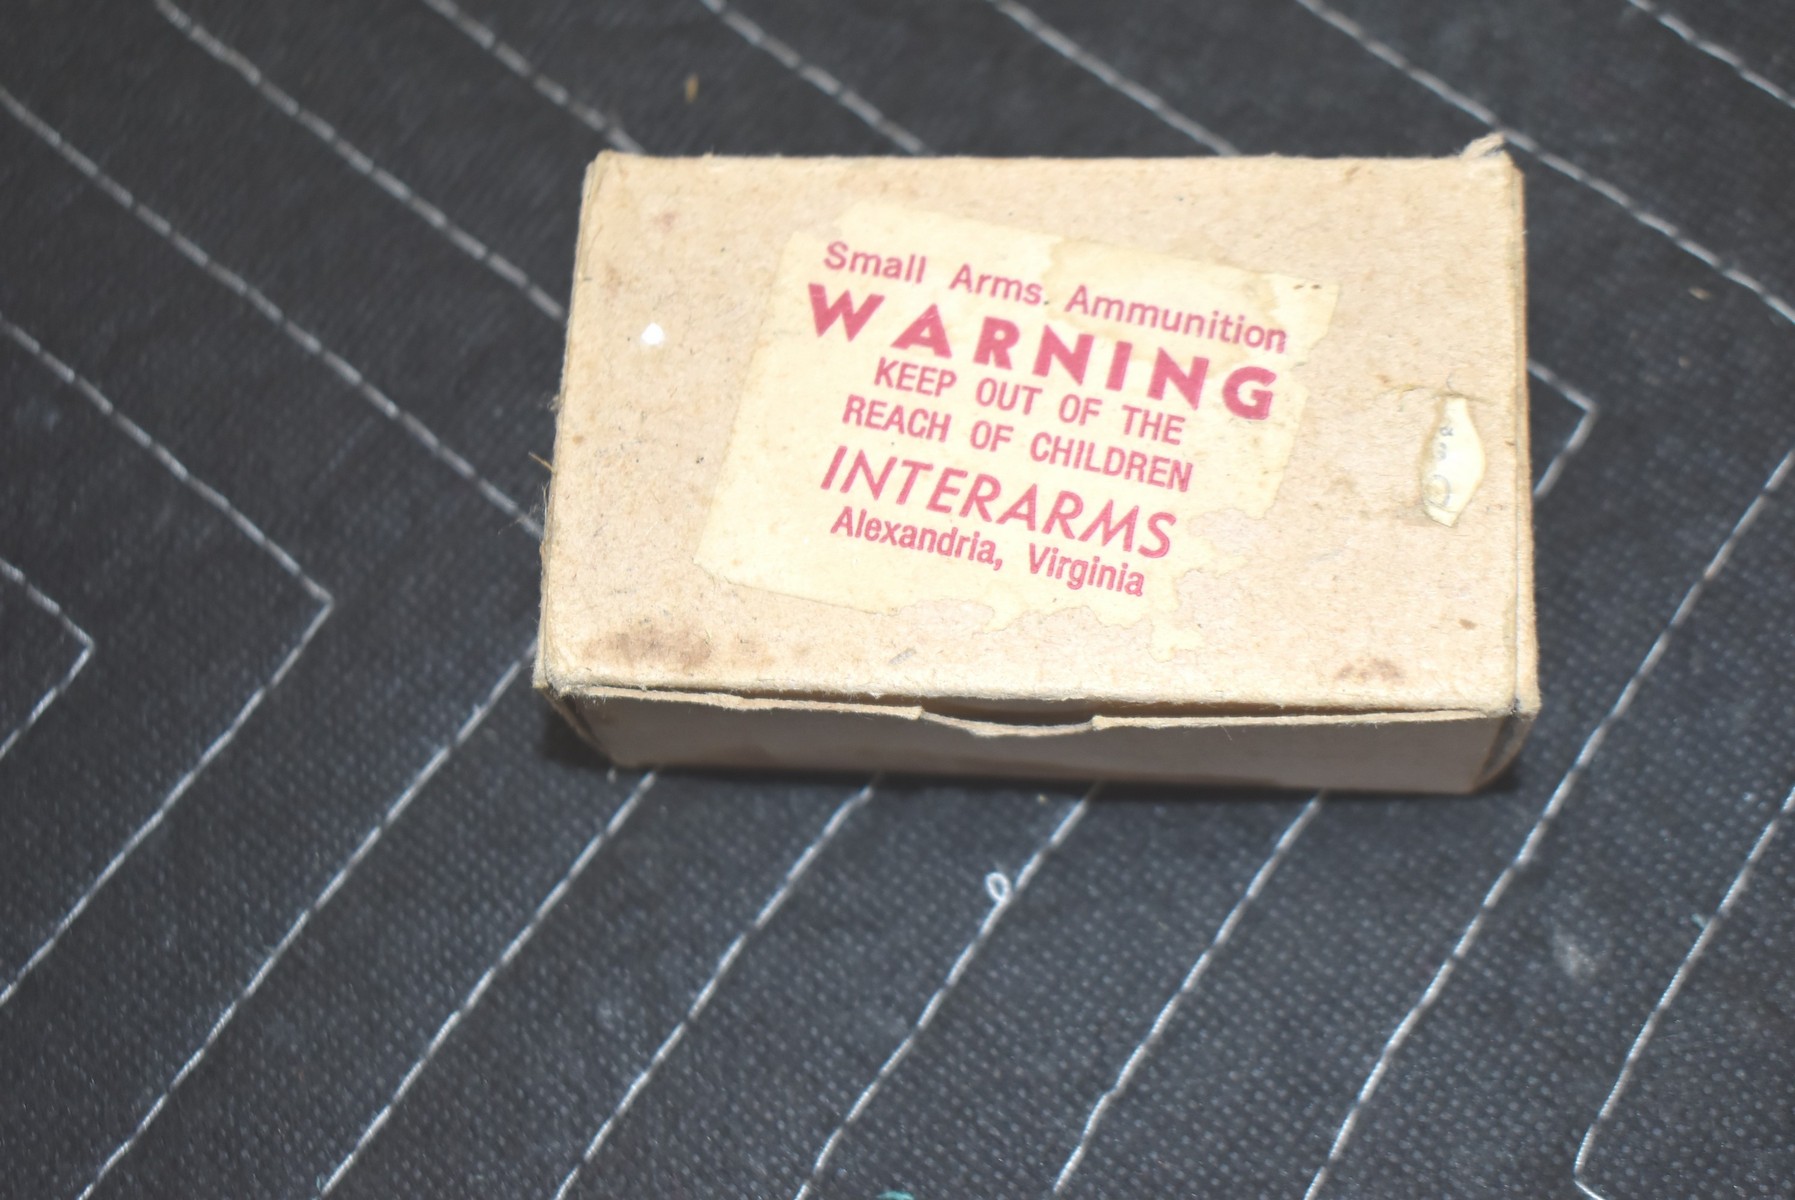 Small Arms Ammunition
WARNING
KEEP OUT OF THE
REACH OF CHILDREN
INTERARMS
Alexandria, Virginia